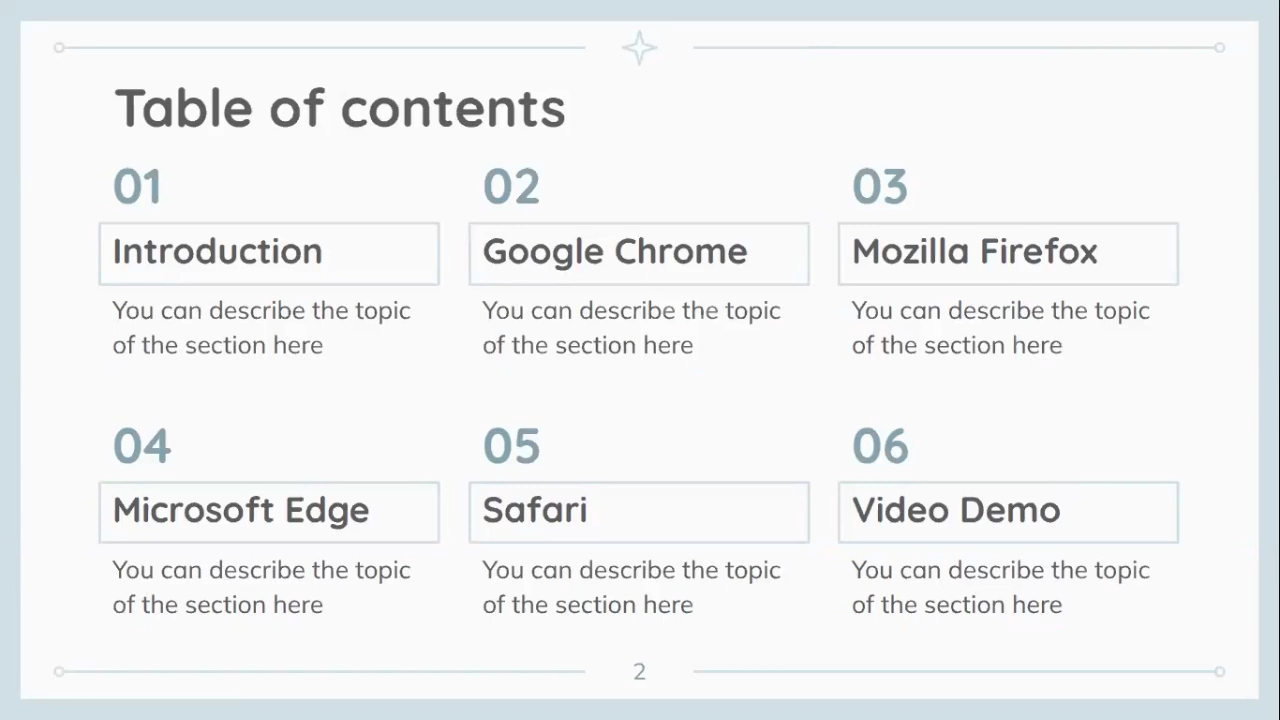 Table of contents
01
Introduction
You can describe the topic
of the section here
02
Google Chrome
You can describe the topic
of the section here
03
Mozilla Firefox
You can describe the topic
of the section here
04
Microsoft Edge
You can describe the topic
of the section here
05
Safari
You can describe the topic
of the section here
06
Video Demo
You can describe the topic
of the section here
2